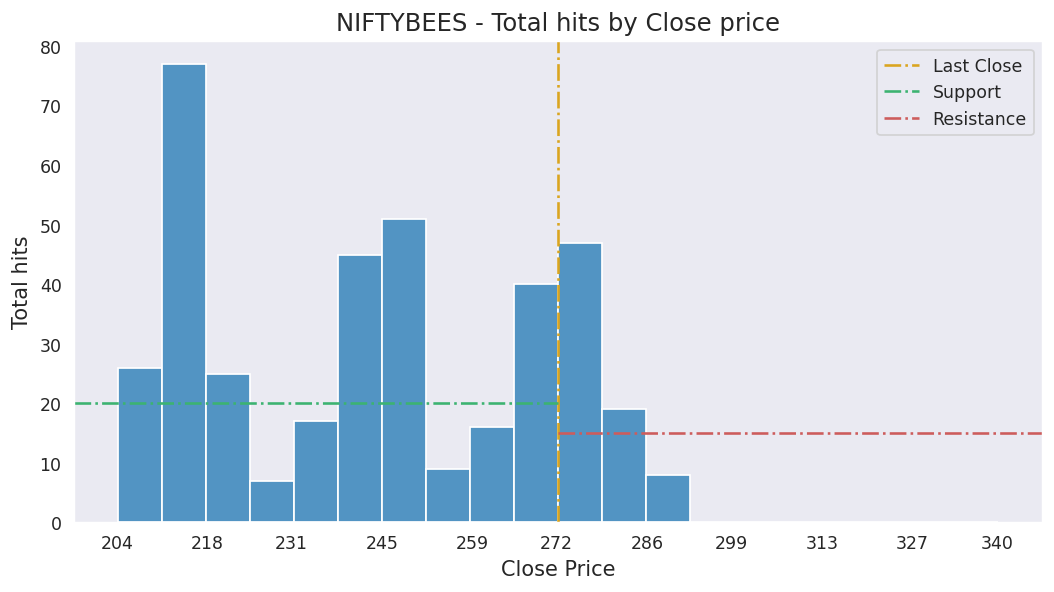 NIFTYBEES - Total hits by Close price
Last Close
Support
Resistance
Total hits
80
70
60
50
40
30
20
10
0
204 218 231 245 259 272 286 299 313 327 340
Close Price